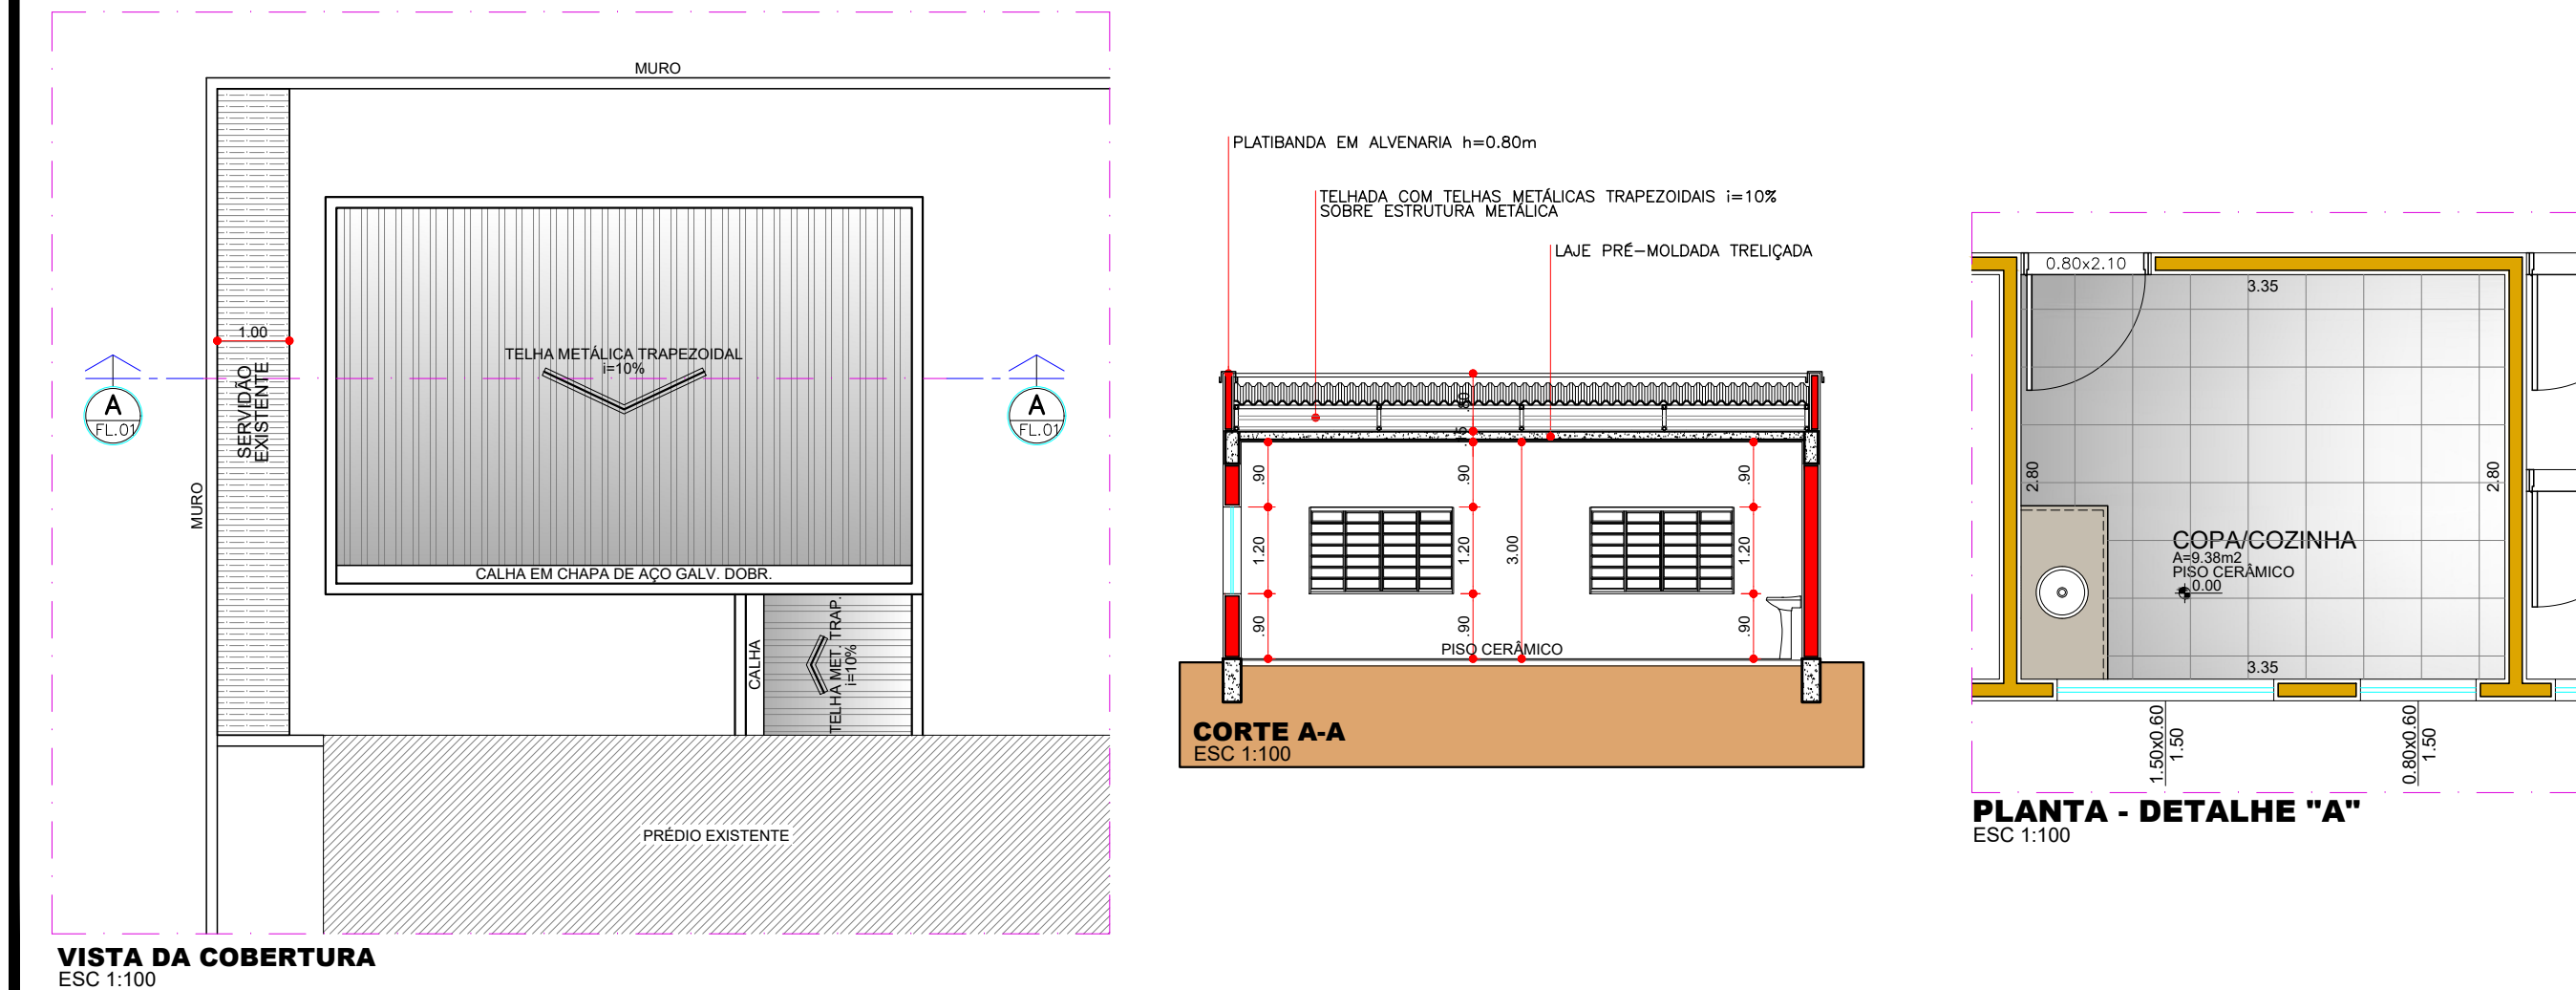 MURO
1.00
SERVIDÃO
EXISTENTE
MURO
A
FL.01
TELHA METÁLICA TRAPEZOIDAL
i=10%
A
FL.01
CALHA EM CHAPA DE AÇO GALV. DOBR.
CALHA
TELHA MET. TRAP.
i=10%
PRÉDIO EXISTENTE
VISTA DA COBERTURA
ESC 1:100
PLATIBANDA EM ALVENARIA h=0.80m
TELHADA COM TELHAS METÁLICAS TRAPEZOIDAIS i=10%
SOBRE ESTRUTURA METÁLICA
LAJE PRÉ-MOLDADA TRELIÇADA
.80
.15
.90
.90
.90
1.20
1.20
3.00
1.20
.90
.90
.90
PISO CERÂMICO
CORTE A-A
ESC 1:100
0.80x2.10
3.35
2.80
2.80
COPA/COZINHA
A=9.38m2
PISO CERÂMICO
0.00
3.35
1.50x0.60
1.50
0.80x0.60
1.50
PLANTA - DETALHE "A"
ESC 1:100